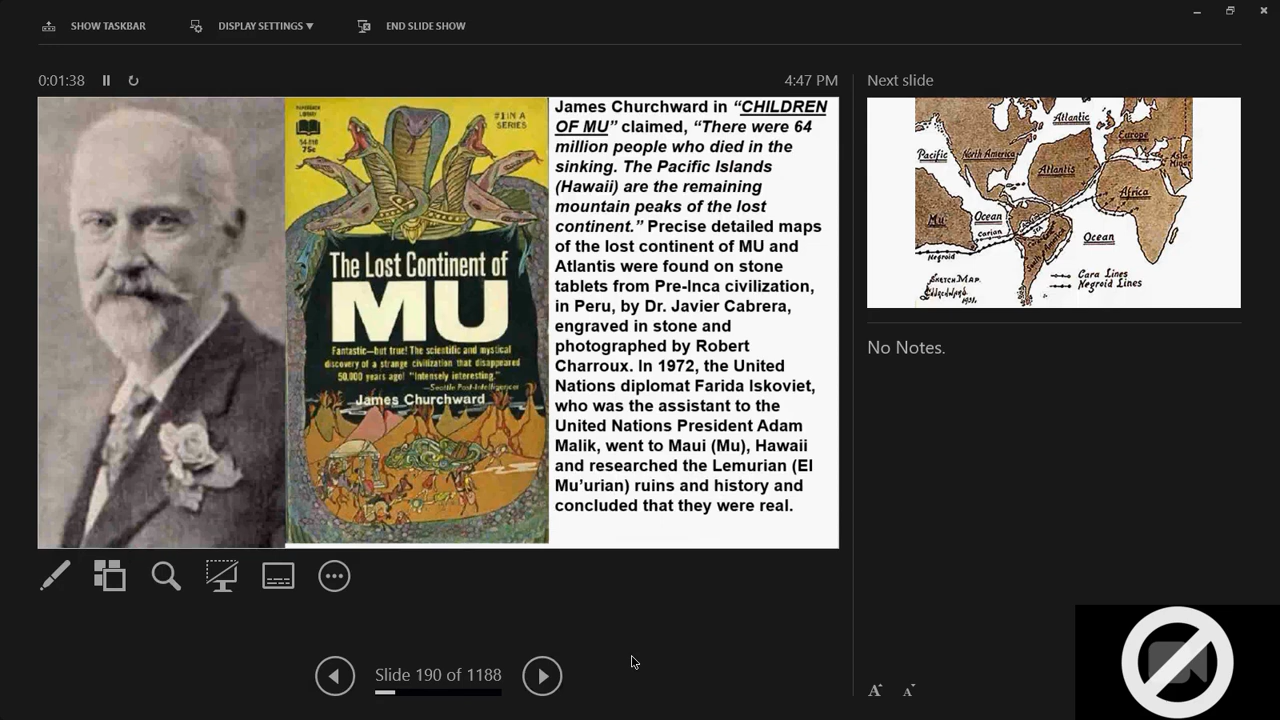 SHOW TASKBAR
DISPLAY SETTINGS ▼
END SLIDE SHOW
0:01:38
4:47 PM
Next slide
PAPERBACK
LIBRARY
75c
#1 IN A
SERIES
The Lost Continent of
MU
Fantastic—but true! The scientific and mystical
discovery of a strange civilization that disappeared
50,000 years ago! "Intensely interesting."
—Seattle Post-Intelligencer
James Churchward
James Churchward in “CHILDREN
OF MU” claimed, “There were 64
million people who died in the
sinking. The Pacific Islands
(Hawaii) are the remaining
mountain peaks of the lost
continent.” Precise detailed maps
of the lost continent of MU and
Atlantis were found on stone
tablets from Pre-Inca civilization,
in Peru, by Dr. Javier Cabrera,
engraved in stone and
photographed by Robert
Charroux. In 1972, the United
Nations diplomat Farida Iskoviet,
who was the assistant to the
United Nations President Adam
Malik, went to Maui (Mu), Hawaii
and researched the Lemurian (El
Mu’urian) ruins and history and
concluded that they were real.
Atlantic
Europe
Pacific
North America
Asia
Minor
Atlantis
Africa
Mu
Ocean
Carian
Ocean
Negroid
Sketch Map
Cara Lines
Negroid Lines
No Notes.
Slide 190 of 1188
A
A